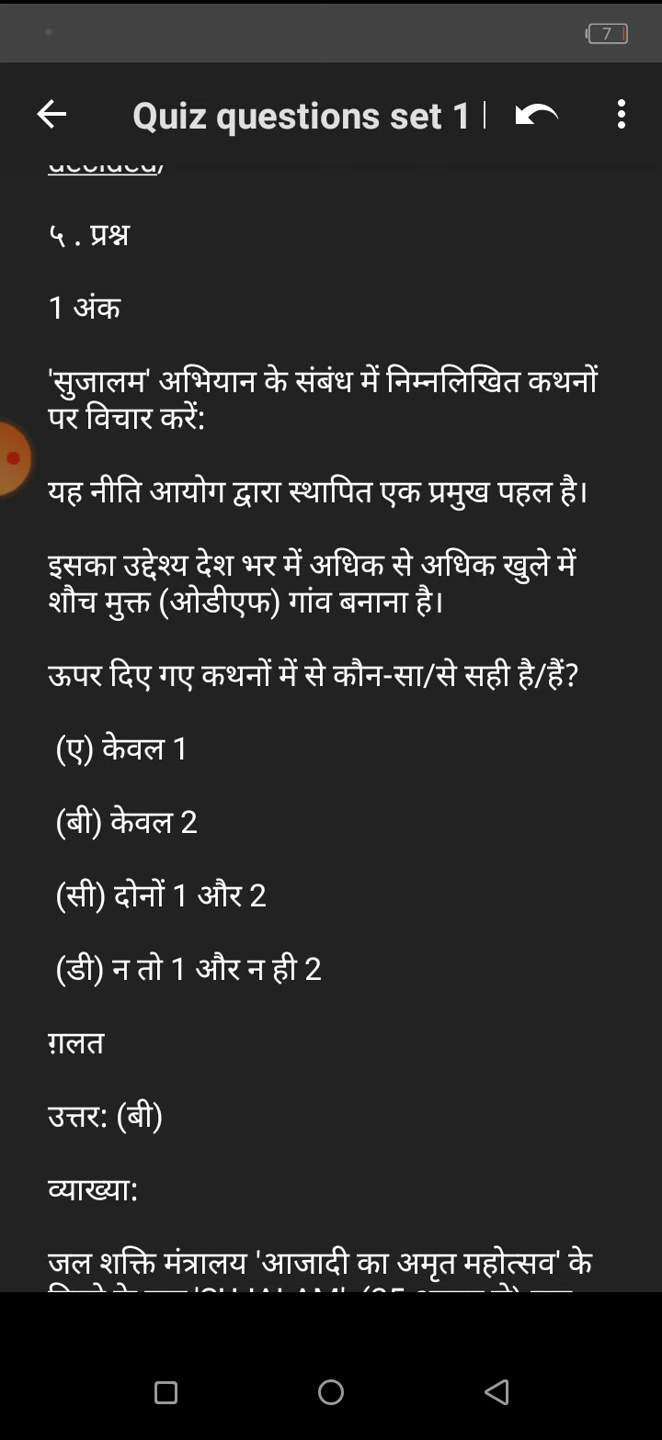 7
Quiz questions set 1
decided/
५ . प्रश्न
1 अंक
'सुजालम' अभियान के संबंध में निम्नलिखित कथनों
पर विचार करें:
यह नीति आयोग द्वारा स्थापित एक प्रमुख पहल है।
इसका उद्देश्य देश भर में अधिक से अधिक खुले में
शौच मुक्त (ओडीएफ) गांव बनाना है।
ऊपर दिए गए कथनों में से कौन-सा/से सही है/हैं?
(ए) केवल 1
(बी) केवल 2
(सी) दोनों 1 और 2
(डी) न तो 1 और न ही 2
ग़लत
उत्तर: (बी)
व्याख्या:
जल शक्ति मंत्रालय 'आजादी का अमृत महोत्सव' के